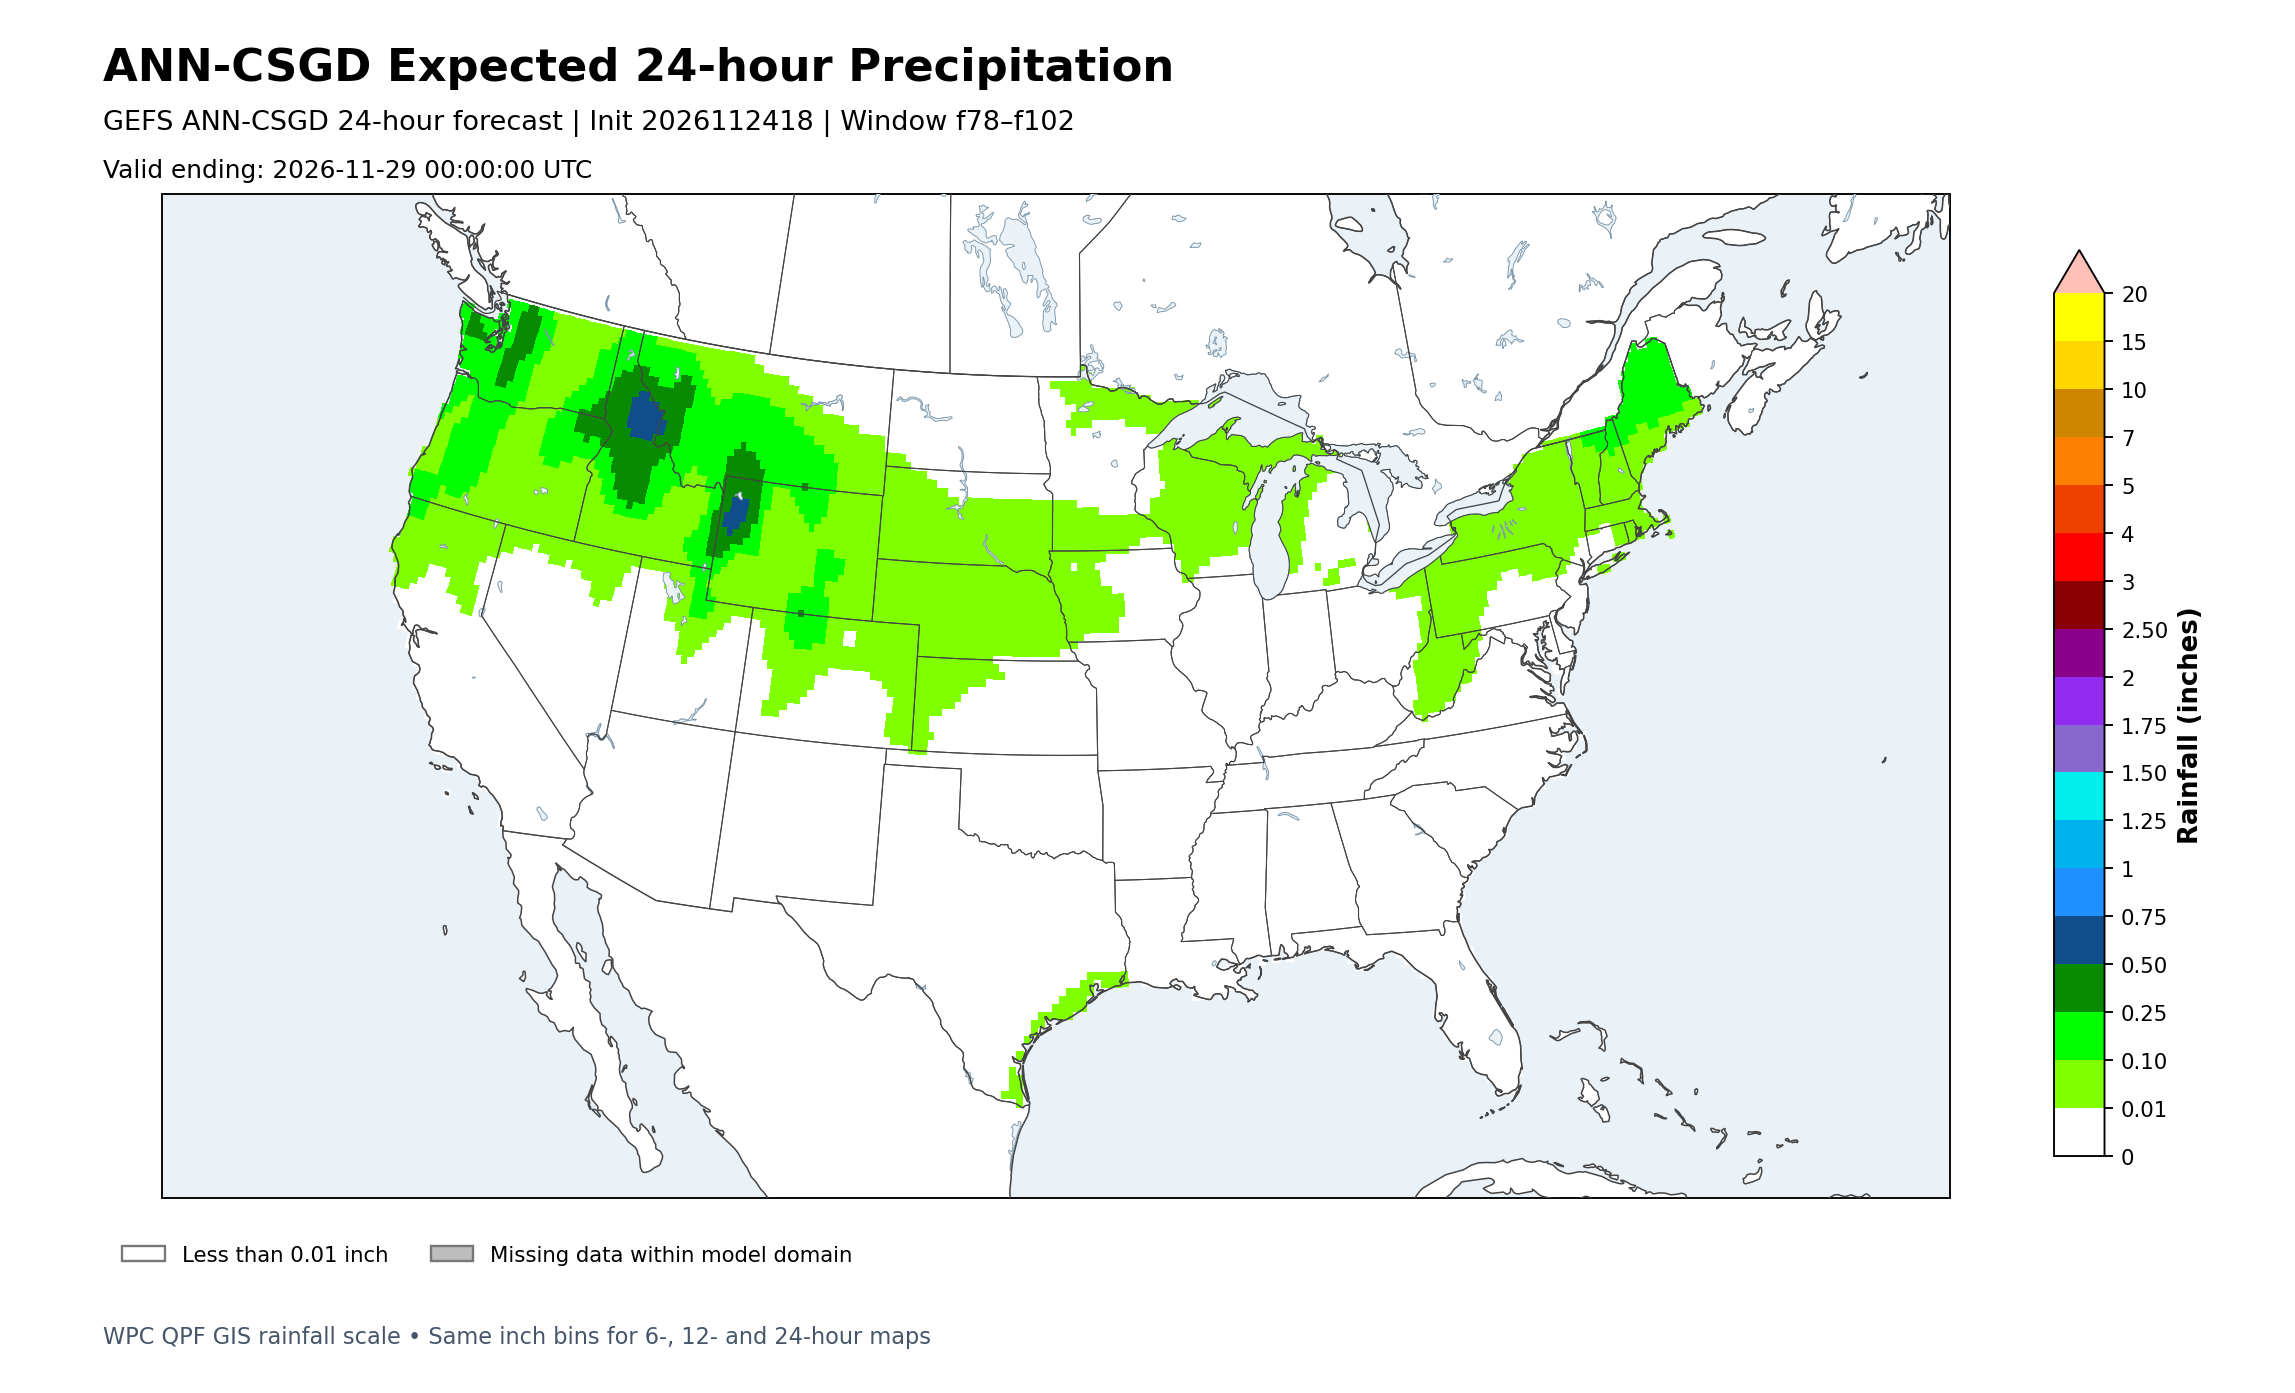 ANN-CSGD Expected 24-hour Precipitation
GEFS ANN-CSGD 24-hour forecast | Init 2026112418 | Window f78–f102
Valid ending: 2026-11-29 00:00:00 UTC
20
15
10
7
5
4
3
2.50
2
1.75
1.50
1.25
1
0.75
0.50
0.25
0.10
0.01
0
Rainfall (inches)
Less than 0.01 inch
Missing data within model domain
WPC QPF GIS rainfall scale • Same inch bins for 6-, 12- and 24-hour maps